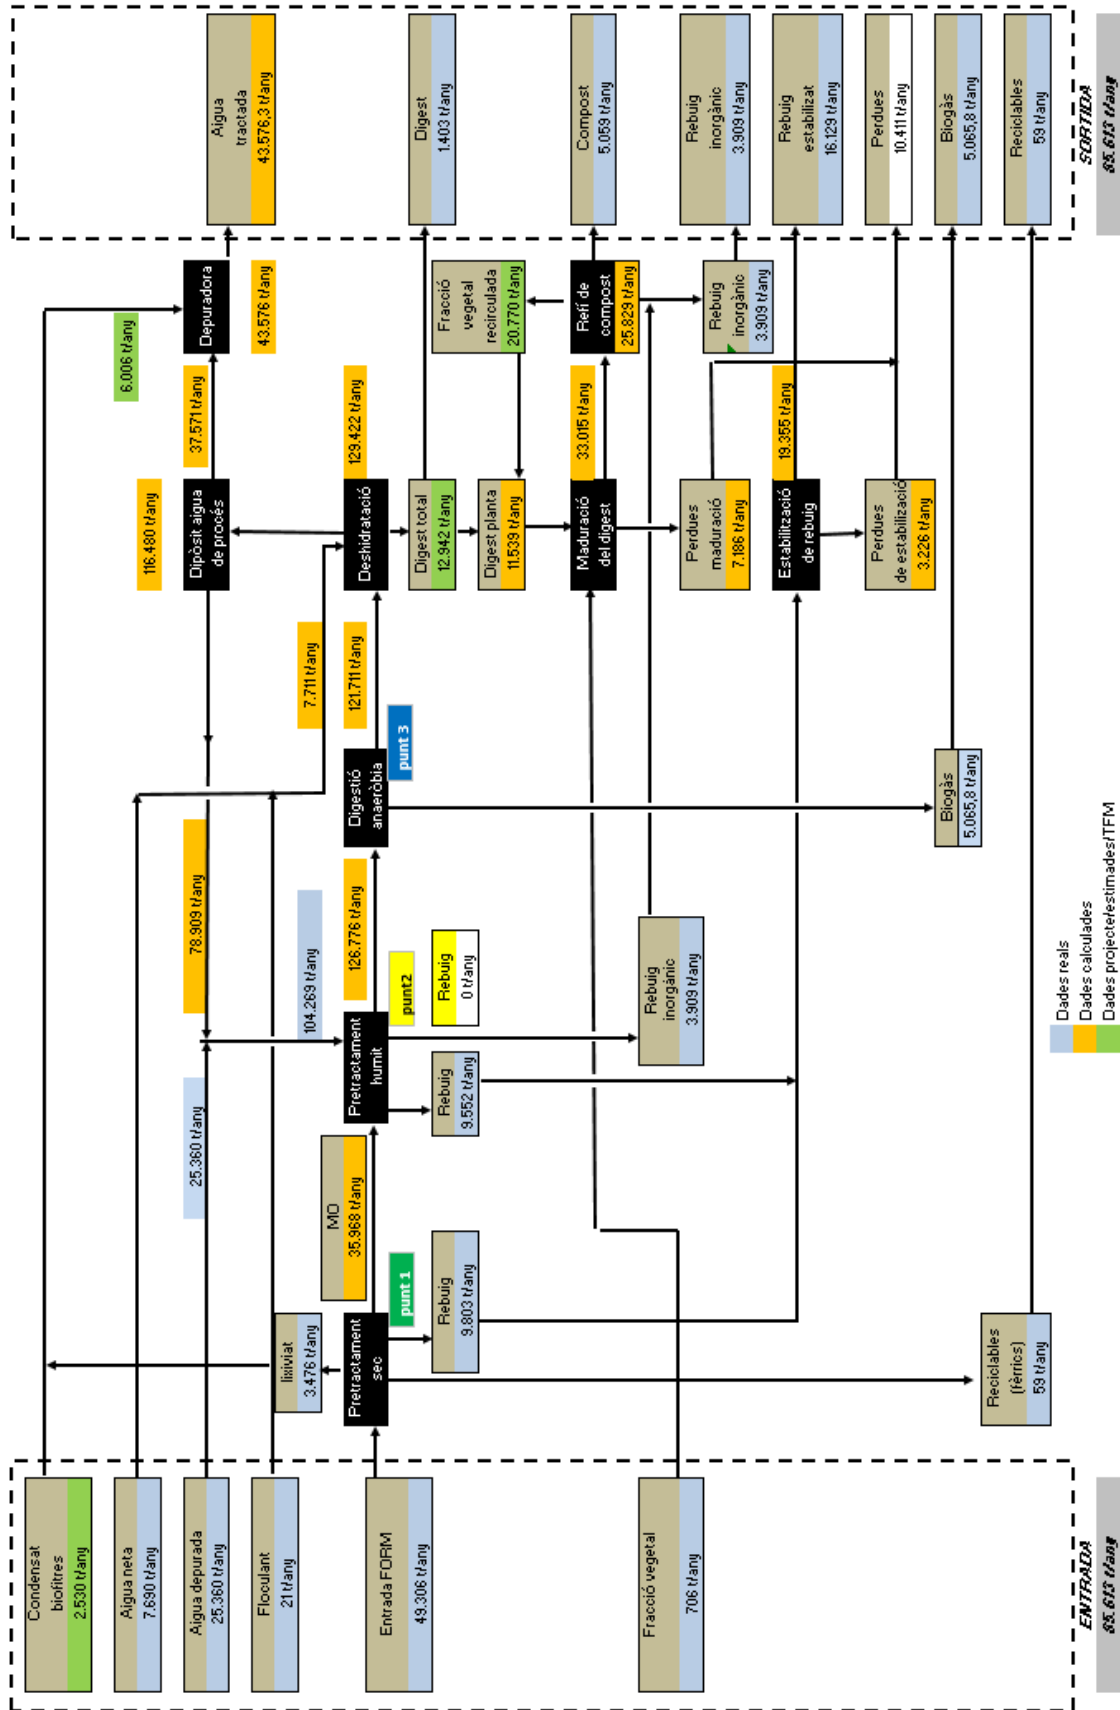 Condensat
biofiltres
2.530 t/any
Aigua neta
7.690 t/any
Aigua depurada
25.360 t/any
Floculant
21 t/any
Entrada FORM
49.306 t/any
Fracció vegetal
706 t/any
ENTRADA
85.613 t/any
lixiviat
3.476 t/any
Pretractament
sec
punt 1
Rebuig
9.803 t/any
Reciclables
(fèrrics)
59 t/any
MO
35.968 t/any
25.360 t/any
78.909 t/any
104.269 t/any
Pretractament
humit
punt2
Rebuig
9.552 t/any
Rebuig
0 t/any
Rebuig
inorgànic
3.909 t/any
126.776 t/any
Digestió
anaeròbia
punt 3
Biogàs
5.065,8 t/any
7.711 t/any
121.711 t/any
116.480 t/any
Dipòsit aigua
de procés
37.571 t/any
6.006 t/any
Depuradora
43.576 t/any
Deshidratació
129.422 t/any
Digest total
12.942 t/any
Digest planta
11.539 t/any
Fracció
vegetal
recirculada
20.770 t/any
Maduració
del digest
33.015 t/any
Refí de
compost
25.829 t/any
Perdues
maduració
7.186 t/any
Rebuig
inorgànic
3.909 t/any
Estabilització
de rebuig
19.355 t/any
Perdues
de estabilització
3.226 t/any
Aigua
tractada
43.576,3 t/any
Digest
1.403 t/any
Compost
5.059 t/any
Rebuig
inorgànic
3.909 t/any
Rebuig
estabilitzat
16.129 t/any
Perdues
10.411 t/any
Biogàs
5.065,8 t/any
Reciclables
59 t/any
SORTIDA
85.613 t/any
Dades reals
Dades calculades
Dades projecte/estimades/TFM